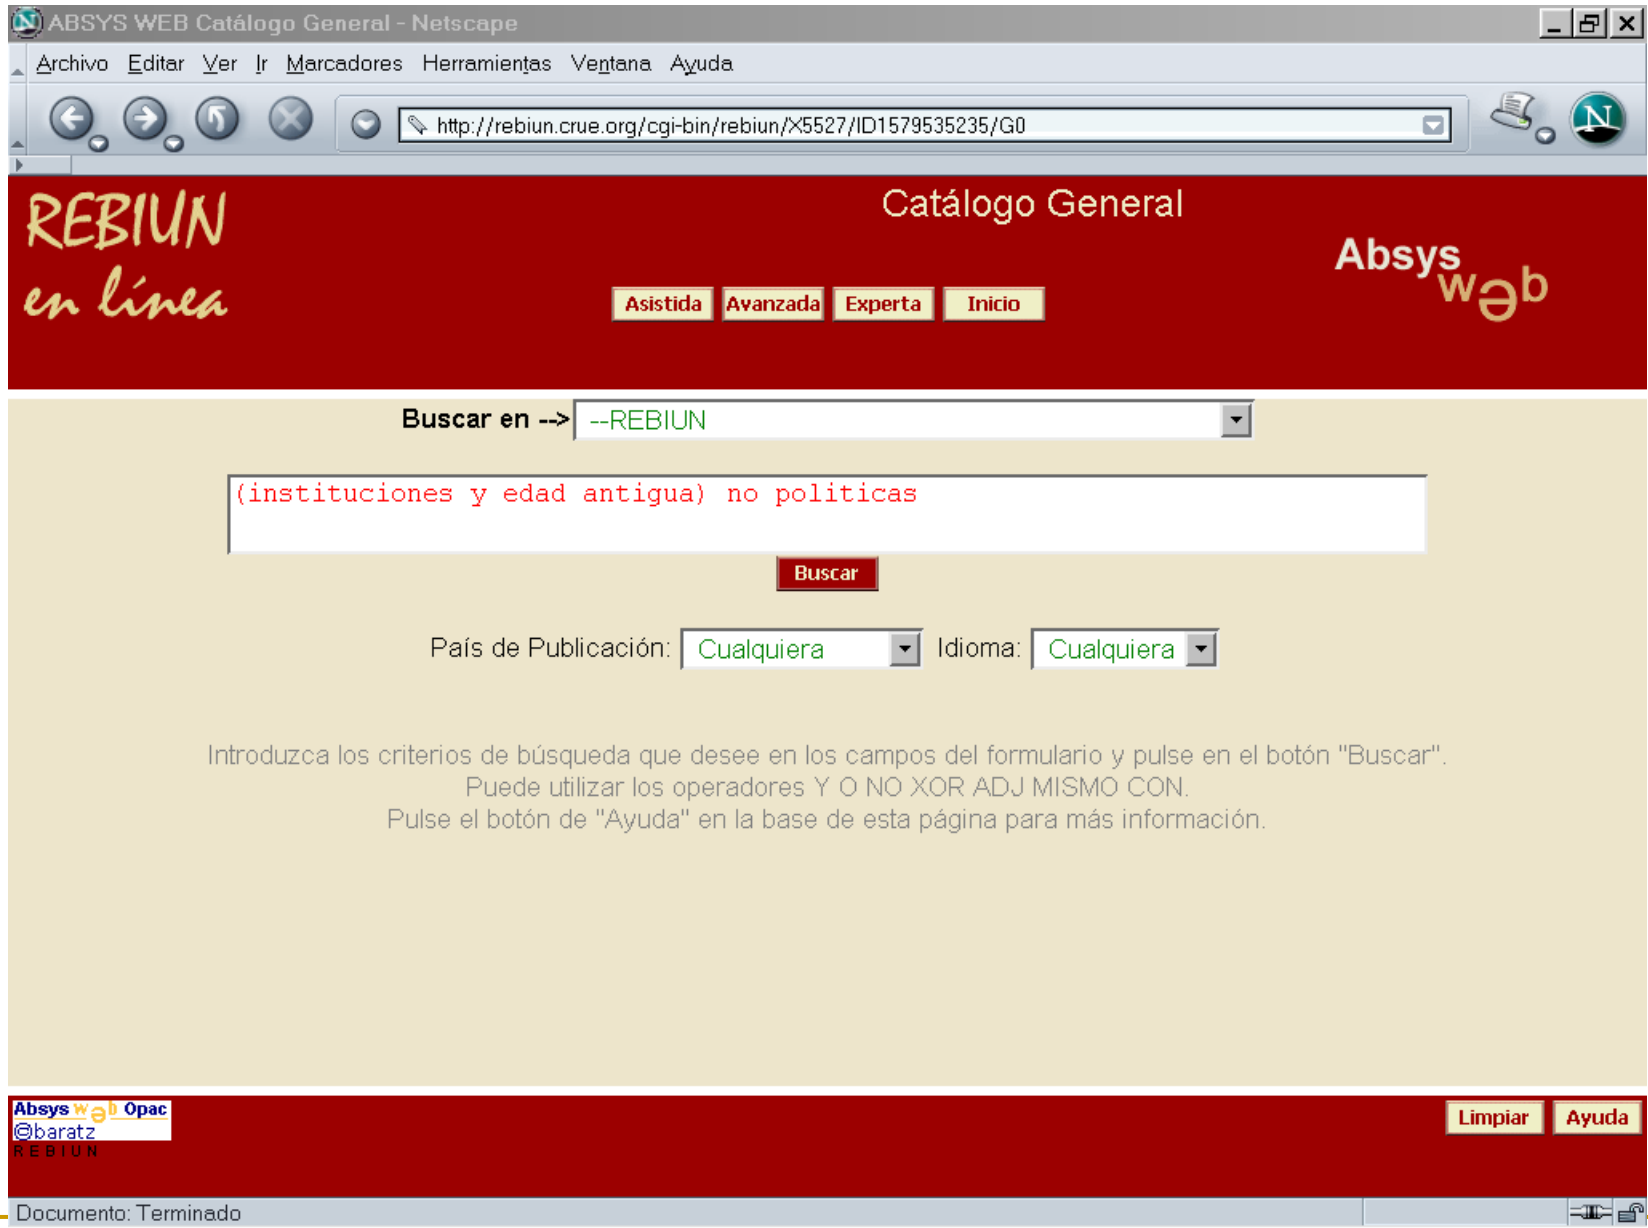 ABSYS WEB Catálogo General - Netscape
Archivo Editar Ver Ir Marcadores Herramientas Ventana Ayuda
http://rebiun.crue.org/cgi-bin/rebiun/X5527/ID1579535235/G0
REBIUN
en línea
Catálogo General
Absys
web
Asistida Avanzada Experta Inicio
Buscar en --> --REBIUN
(instituciones y edad antigua) no politicas
Buscar
País de Publicación: Cualquiera Idioma: Cualquiera
Introduzca los criterios de búsqueda que desee en los campos del formulario y pulse en el botón "Buscar".
Puede utilizar los operadores Y O NO XOR ADJ MISMO CON.
Pulse el botón de "Ayuda" en la base de esta página para más información.
Absys web Opac
@baratz
REBIUN
Limpiar Ayuda
Documento: Terminado